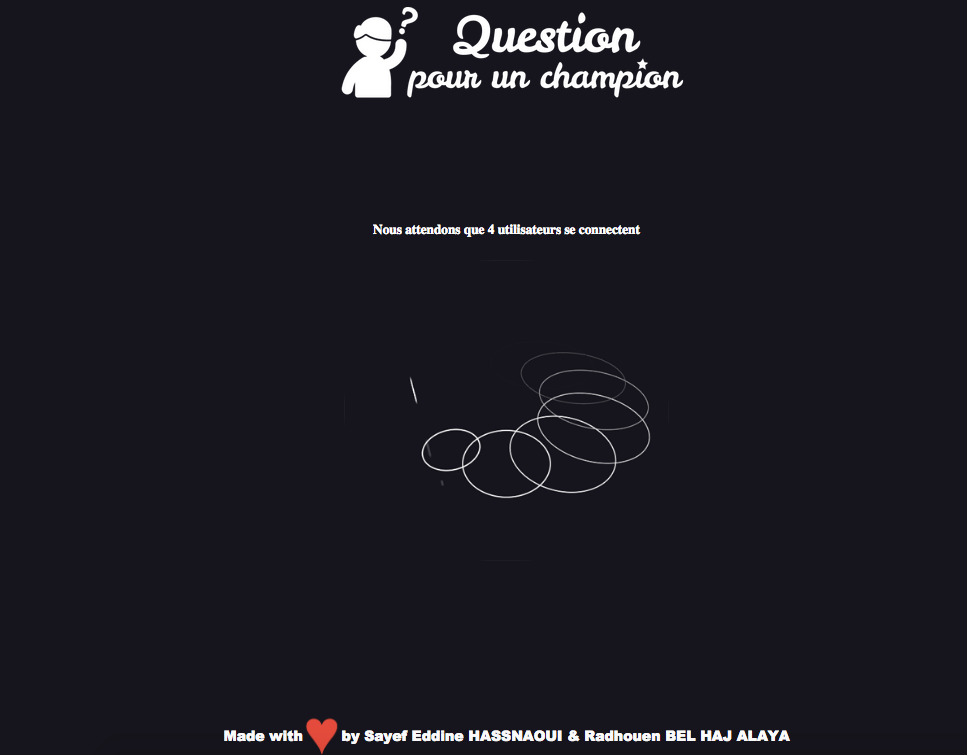 ?
Question
pour un champion
Nous attendons que 4 utilisateurs se connectent
Made with by Sayef Eddine HASSNAOUI & Radhouen BEL HAJ ALAYA